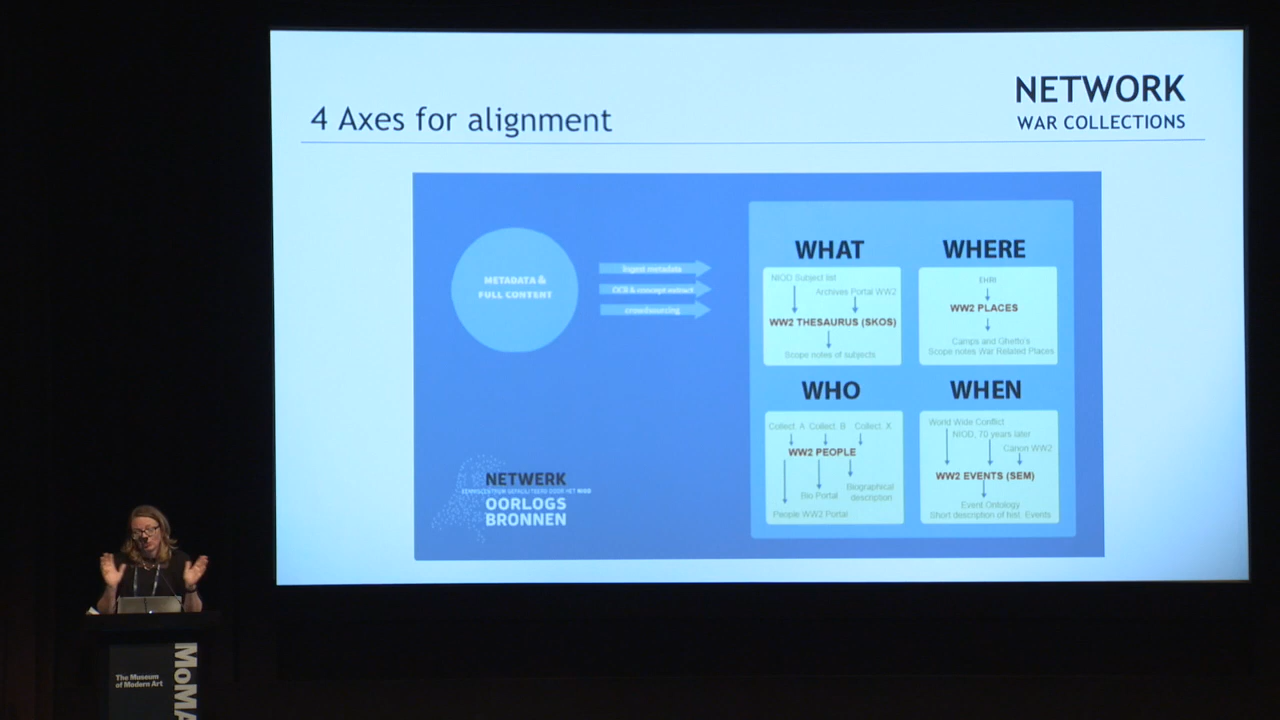 4 Axes for alignment
NETWORK
WAR COLLECTIONS
METADATA &
FULL CONTENT
Ingest metadata
OCR & concept extract
crowdsourcing
WHAT
NIOD Subject list
Archives Portal WW2
WW2 THESAURUS (SKOS)
Scope notes of subjects
WHERE
EHRI
WW2 PLACES
Camps and Ghetto's
Scope notes War Related Places
WHO
Collect. A Collect. B Collect. X
WW2 PEOPLE
Biographical
description
Bio Portal
People WW2 Portal
WHEN
World Wide Conflict
NIOD, 70 years later
Canon WW2
WW2 EVENTS (SEM)
Event Ontology
Short description of hist. Events
NETWERK
OORLOGS
BRONNEN
The Museum
of Modern Art
MoMA